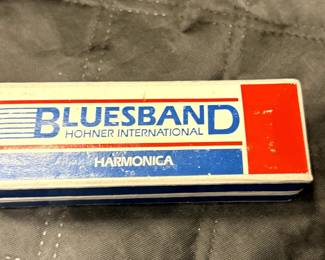 BLUESBAND
HOHNER INTERNATIONAL
HARMONICA